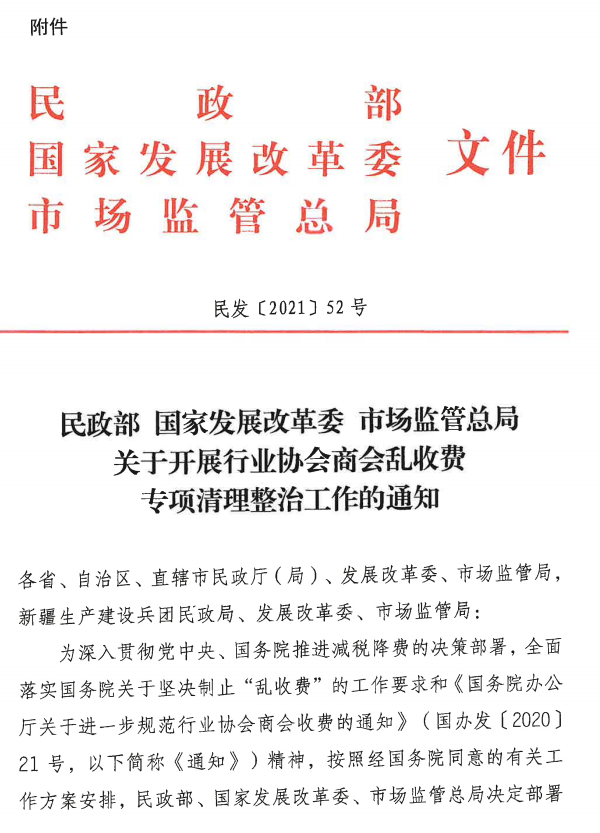 附件
民政部
国家发展改革委 文件
市场监管总局
民发〔2021〕52号
民政部 国家发展改革委 市场监管总局
关于开展行业协会商会乱收费
专项清理整治工作的通知
各省、自治区、直辖市民政厅(局)、发展改革委、市场监管局，
新疆生产建设兵团民政局、发展改革委、市场监管局：
为深入贯彻党中央、国务院推进减税降费的决策部署，全面
落实国务院关于坚决制止“乱收费”的工作要求和《国务院办公
厅关于进一步规范行业协会商会收费的通知》（国办发〔2020〕
21号，以下简称《通知》）精神，按照经国务院同意的有关工
作方案安排，民政部、国家发展改革委、市场监管总局决定部署